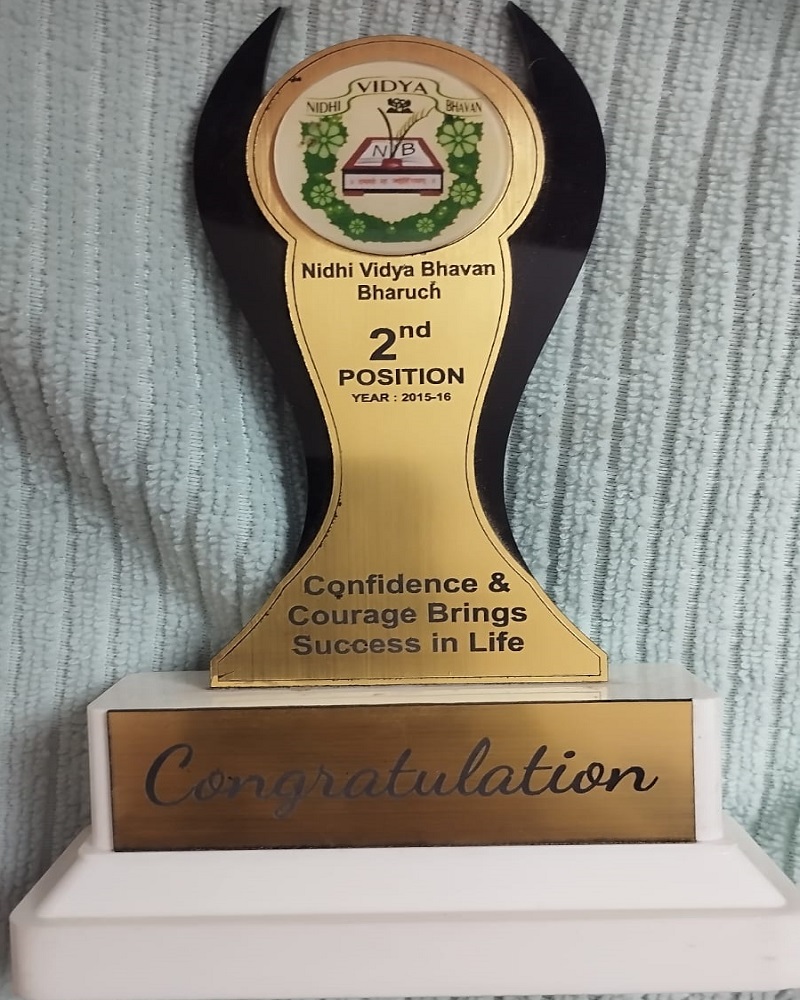 VIDYA
NIDHI BHAVAN
N B
Nidhi Vidya Bhavan
Bharuch
2nd
POSITION
YEAR : 2015-16
Confidence &
Courage Brings
Success in Life
Congratulation